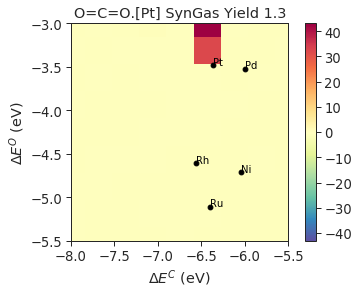 O=C=O.[Pt] SynGas Yield 1.3
−3.0
−3.5
−4.0
−4.5
−5.0
−5.5
ΔE^O (eV)
Pt
Pd
Rh
Ni
Ru
−8.0 −7.5 −7.0 −6.5 −6.0 −5.5
ΔE^C (eV)
40
30
20
10
0
−10
−20
−30
−40